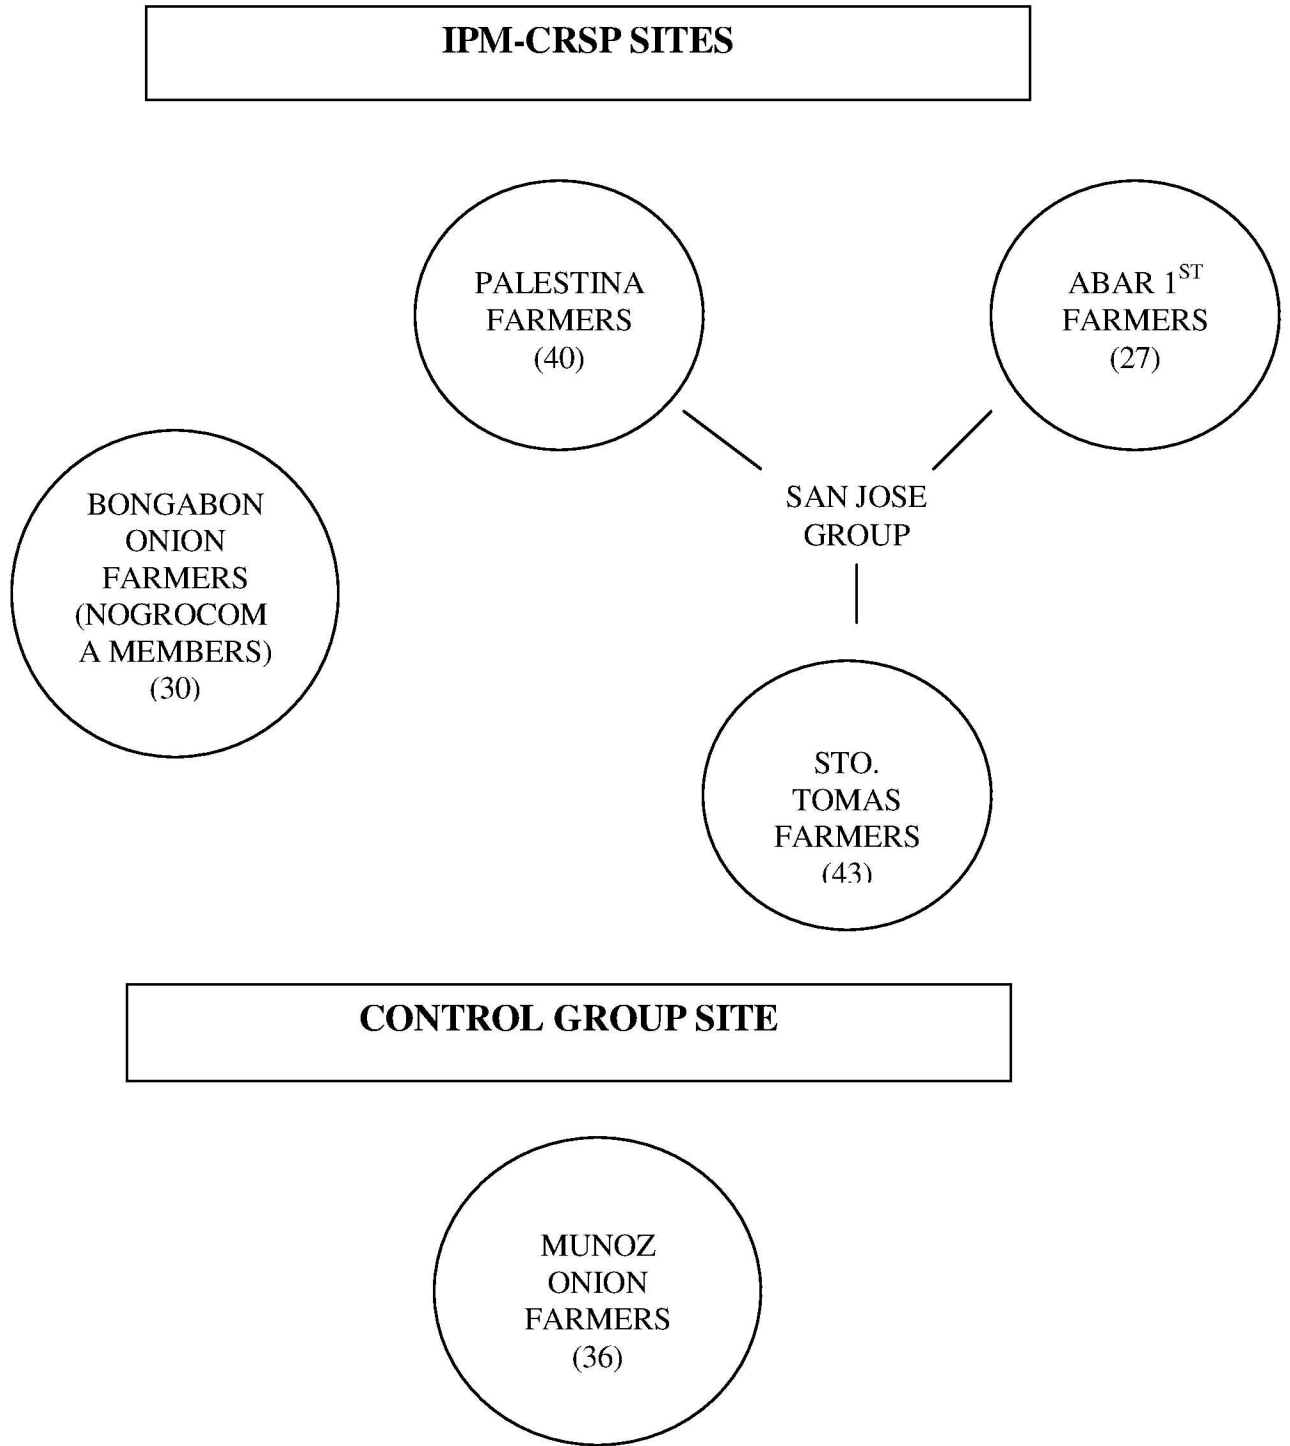 IPM-CRSP SITES
PALESTINA
FARMERS
(40)
ABAR 1ST
FARMERS
(27)
SAN JOSE
GROUP
BONGABON
ONION
FARMERS
(NOGROCOM
A MEMBERS)
(30)
STO.
TOMAS
FARMERS
(43)
CONTROL GROUP SITE
MUNOZ
ONION
FARMERS
(36)